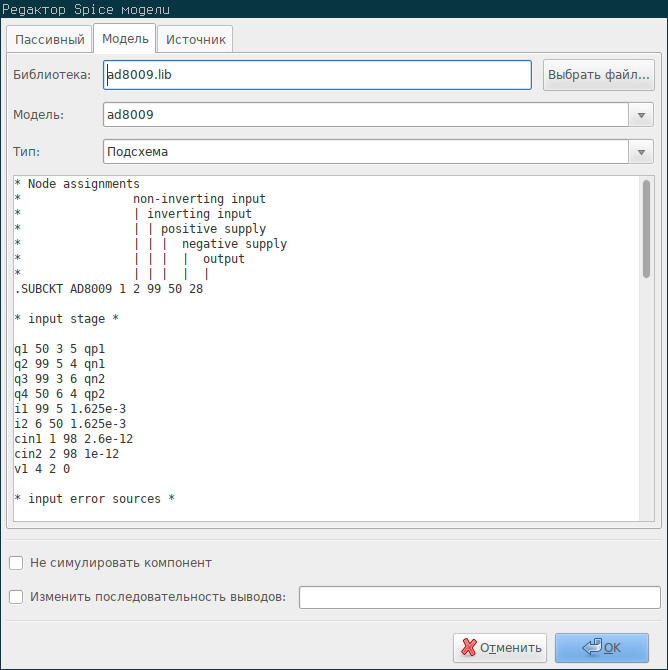 Редактор Spice модели
Пассивный Модель Источник
Библиотека: ad8009.lib Выбрать файл...
Модель: ad8009
Тип: Подсхема
* Node assignments
*                non-inverting input
*                | inverting input
*                | | positive supply
*                | | |  negative supply
*                | | |  |  output
*                | | |  |  |
.SUBCKT AD8009 1 2 99 50 28
* input stage *
q1 50 3 5 qp1
q2 99 5 4 qn1
q3 99 3 6 qn2
q4 50 6 4 qp2
i1 99 5 1.625e-3
i2 6 50 1.625e-3
cin1 1 98 2.6e-12
cin2 2 98 1e-12
v1 4 2 0
* input error sources *
Не симулировать компонент
Изменить последовательность выводов:
Отменить OK